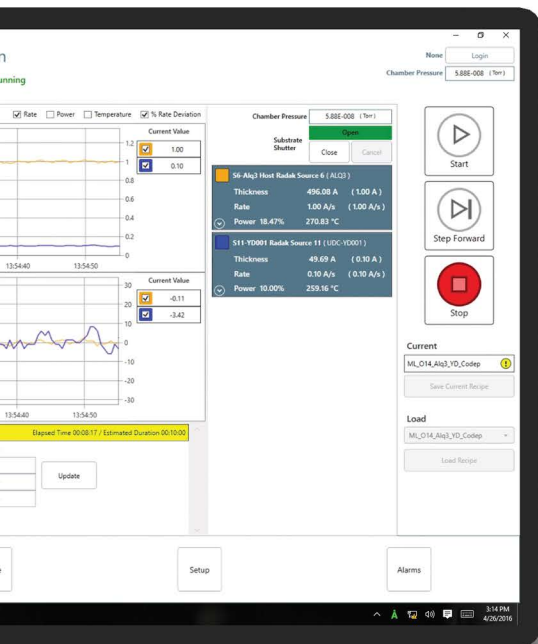 n
unning
None Login
Chamber Pressure 5.88E-008 (Torr)
Rate Power Temperature % Rate Deviation
Current Value
1.2
1
0.8
0.6
0.4
0.2
0
1.00
0.10
13:54:40 13:54:50
Current Value
30
20
10
0
-10
-20
-30
-0.11
-3.42
13:54:40 13:54:50
Elapsed Time 00:08:17 / Estimated Duration 00:10:00
Update
Chamber Pressure 5.88E-008 (Torr)
Substrate Shutter
Open
Close Cancel
S6-Alq3 Host Radak Source 6 (ALQ3)
Thickness 496.08 A (1.00 A)
Rate 1.00 A/s (1.00 A/s)
Power 18.47% 270.83 °C
S11-YD001 Radak Source 11 (UDC-YD001)
Thickness 49.69 A (0.10 A)
Rate 0.10 A/s (0.10 A/s)
Power 10.00% 259.16 °C
Start
Step Forward
Stop
Current
ML_O14_Alq3_YD_Codep
Save Current Recipe
Load
ML_O14_Alq3_YD_Codep
Load Recipe
e
Setup
Alarms
3:14 PM
4/26/2016